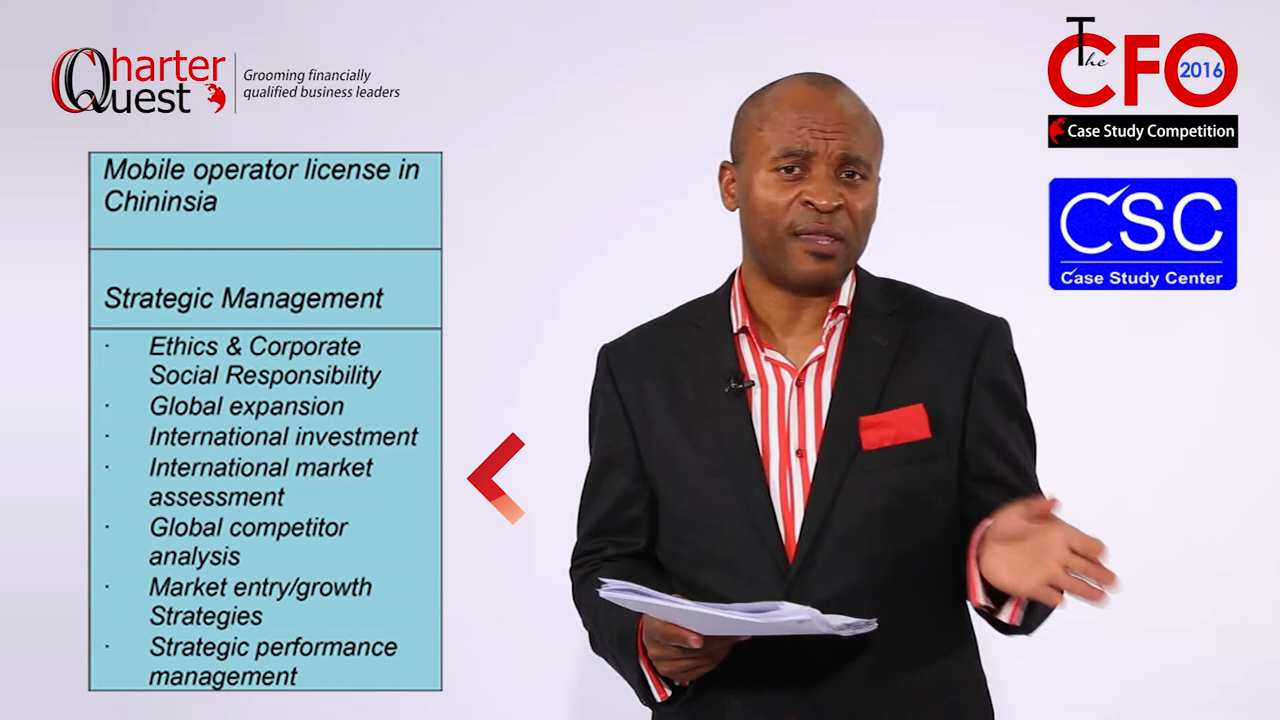 Charter
Quest
Grooming financially
qualified business leaders
The
CFO
2016
Case Study Competition
CSC
Case Study Center
Mobile operator license in
Chininsia
Strategic Management
· Ethics & Corporate
Social Responsibility
· Global expansion
· International investment
· International market
assessment
· Global competitor
analysis
· Market entry/growth
Strategies
· Strategic performance
management